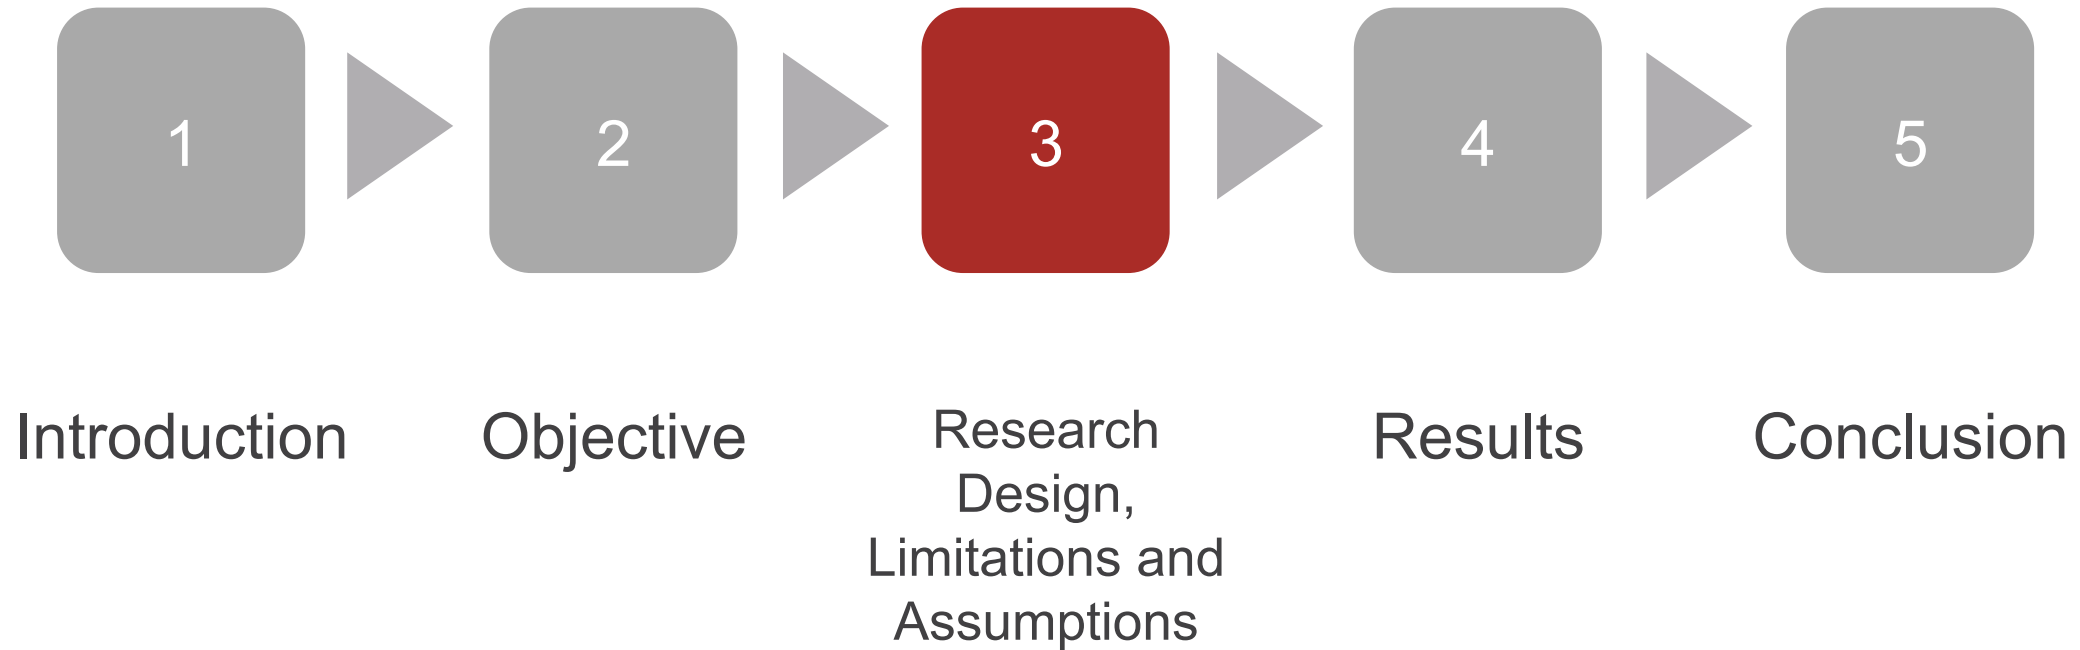 1
2
3
4
5
Introduction
Objective
Research
Design,
Limitations and
Assumptions
Results
Conclusion